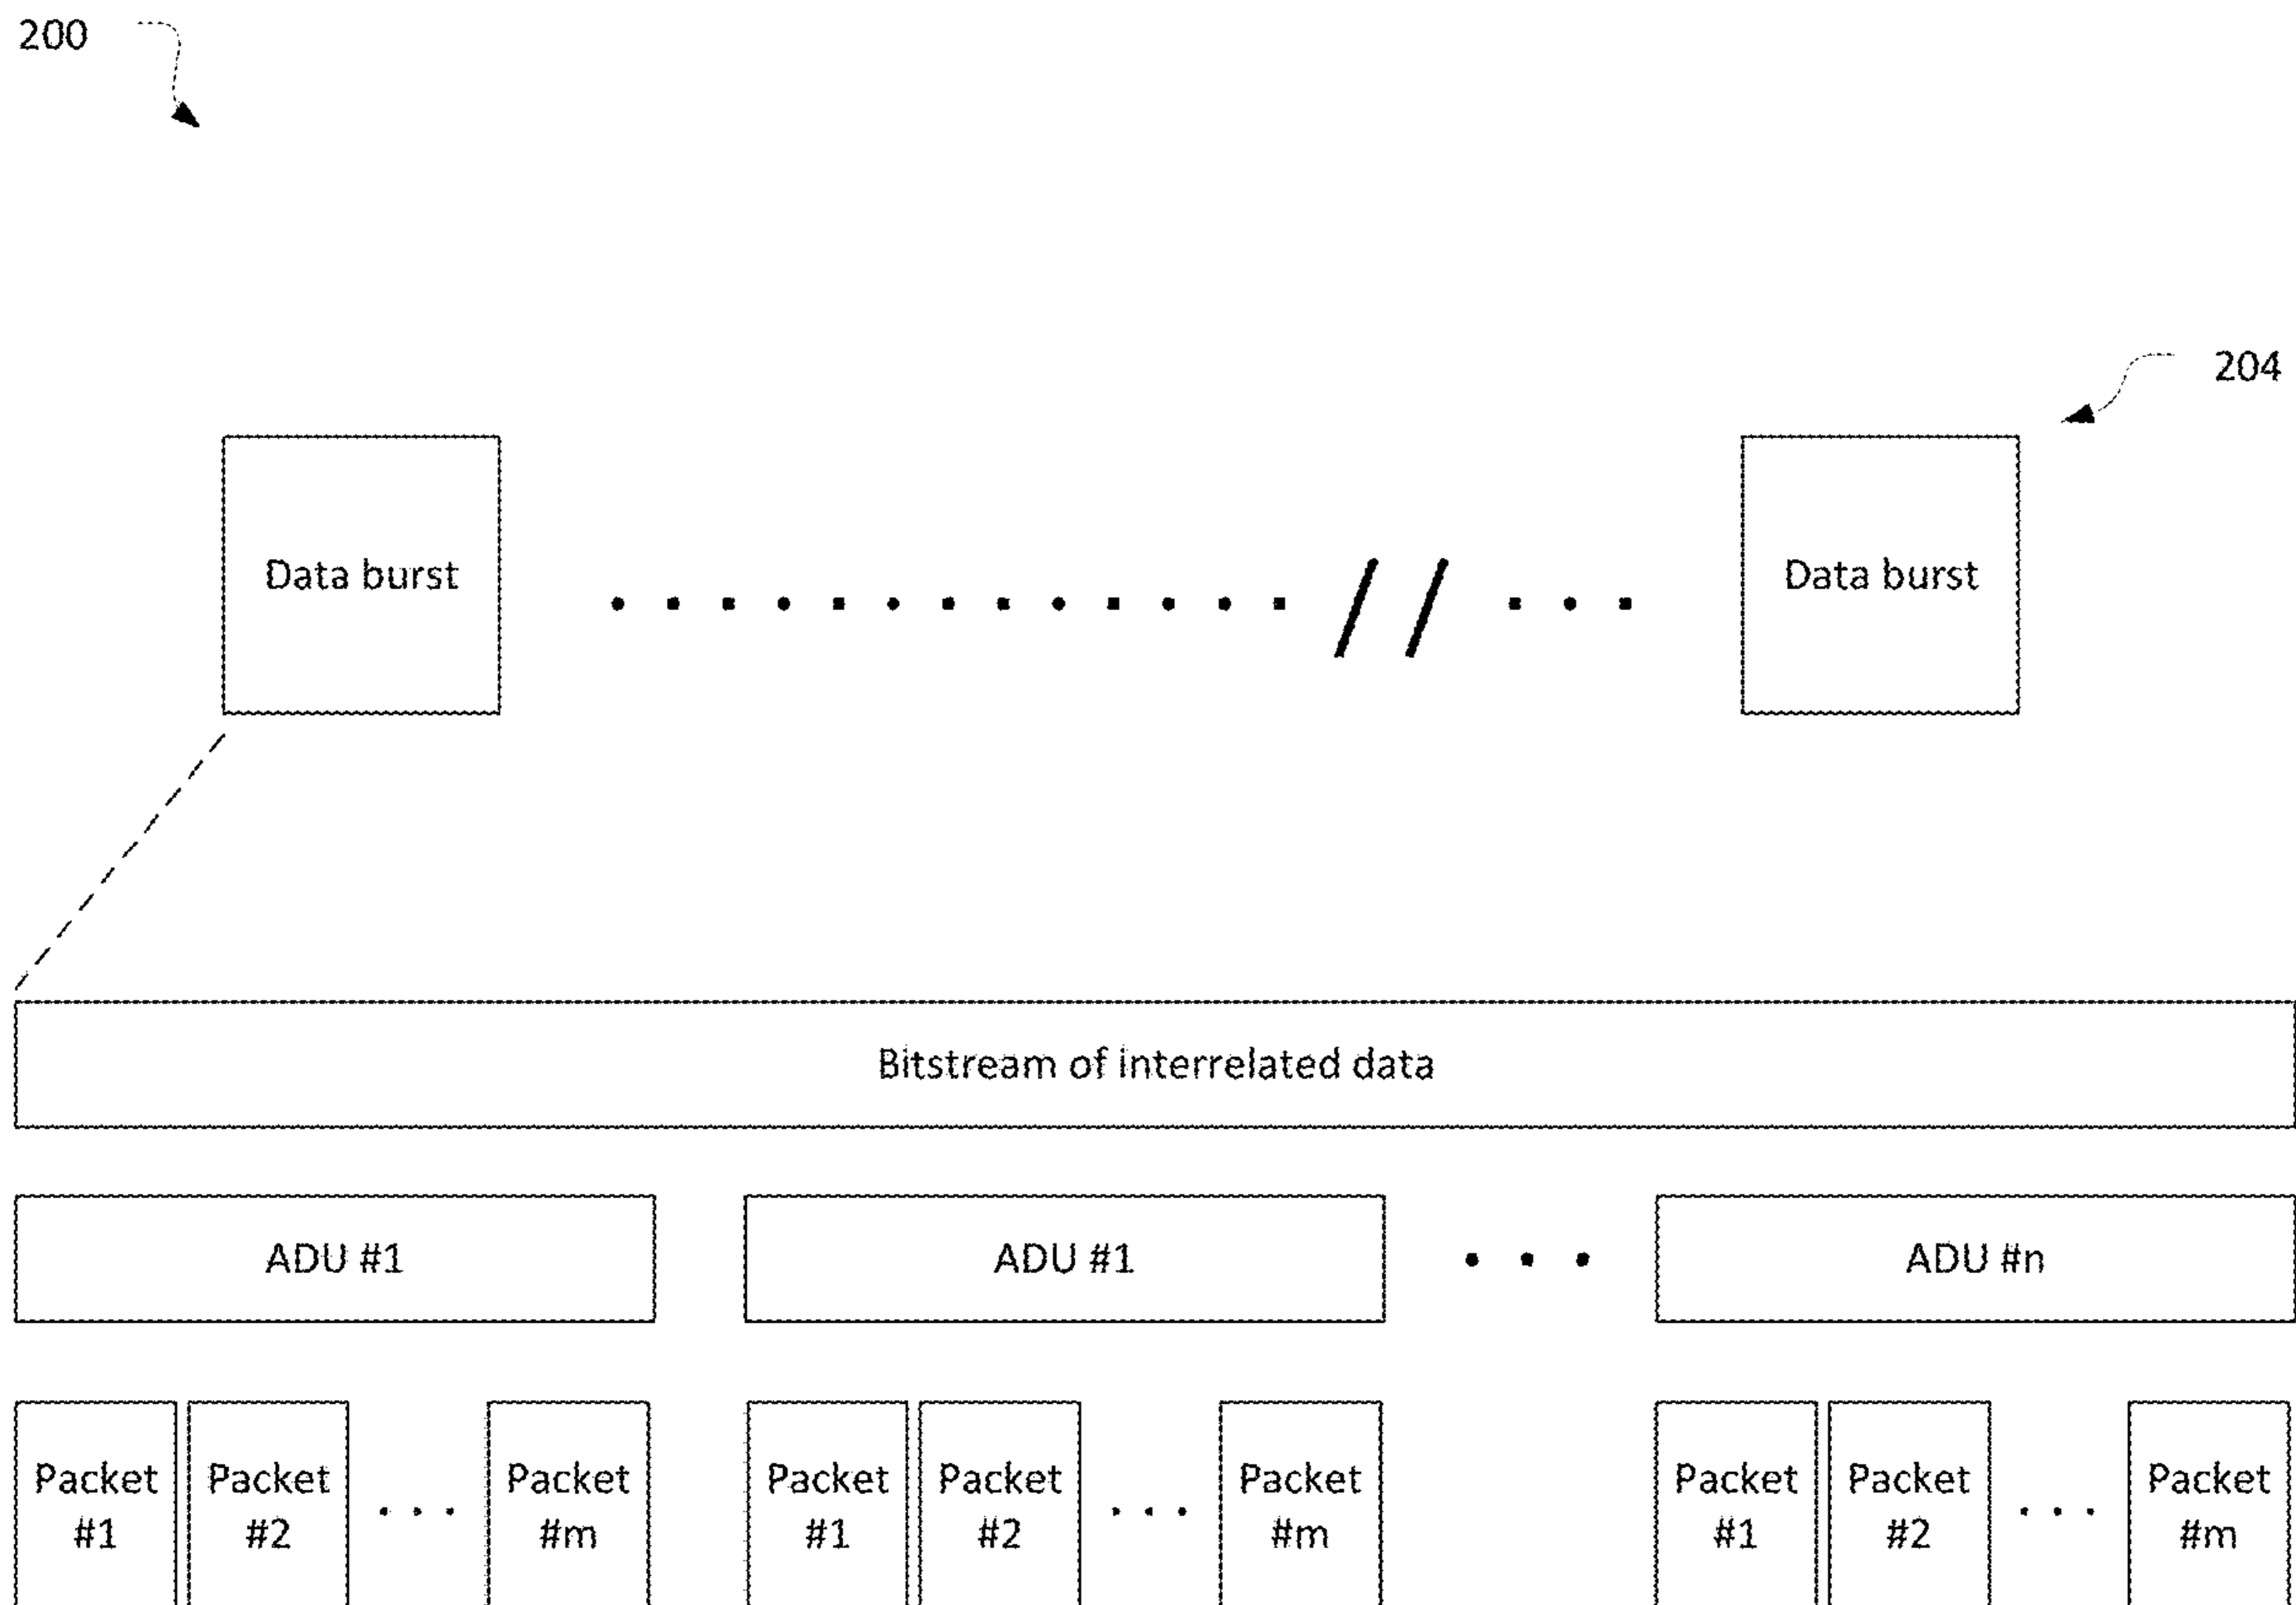 200
204
Data burst
Data burst
Bitstream of interrelated data
ADU #1
ADU #1
ADU #n
Packet
#1
Packet
#2
Packet
#m
Packet
#1
Packet
#2
Packet
#m
Packet
#1
Packet
#2
Packet
#m